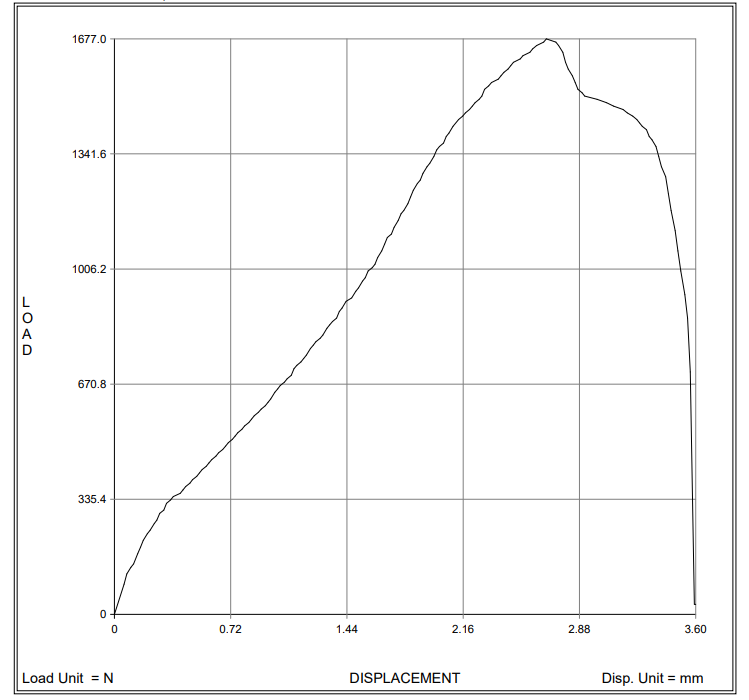 1677.0
1341.6
1006.2
670.8
335.4
0
L
O
A
D
0 0.72 1.44 2.16 2.88 3.60
Load Unit = N DISPLACEMENT Disp. Unit = mm